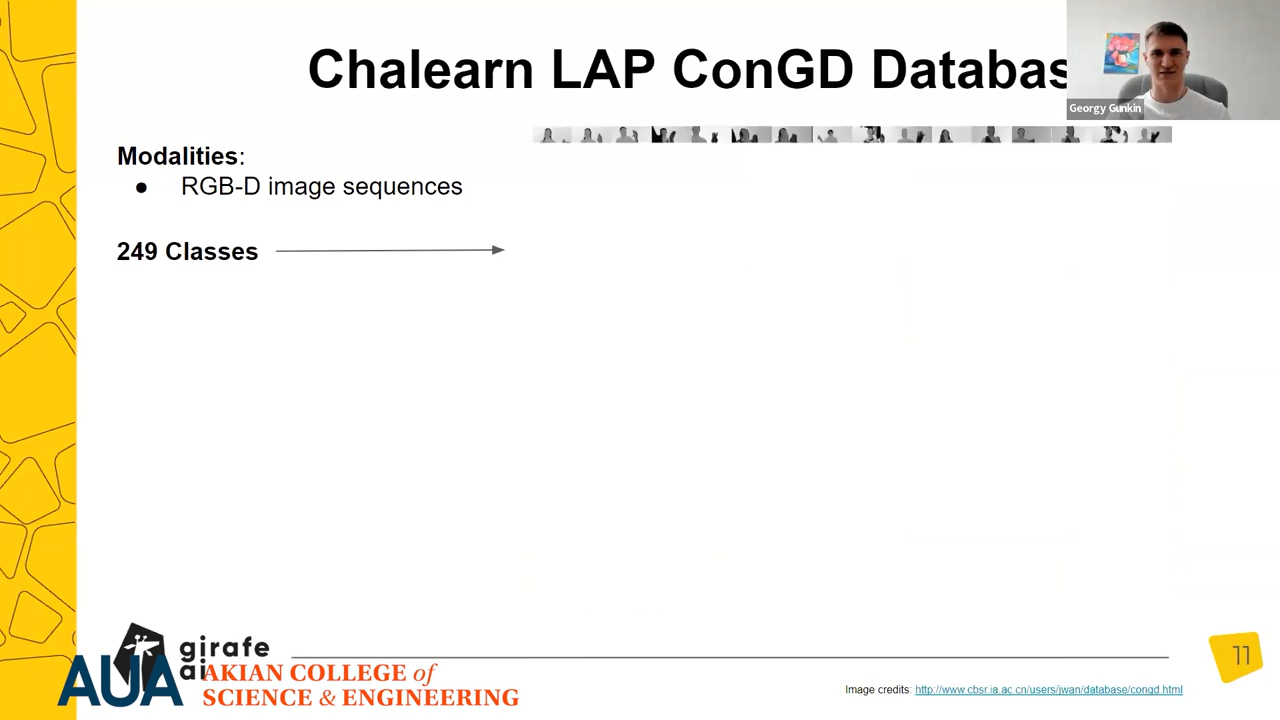 Chalearn LAP ConGD Databas
Georgy Gunkin
Modalities:
● RGB-D image sequences
249 Classes
girafe
ai
AUA
AKIAN COLLEGE of
SCIENCE & ENGINEERING
Image credits: http://www.cbsr.ia.ac.cn/users/jwan/database/congd.html
11